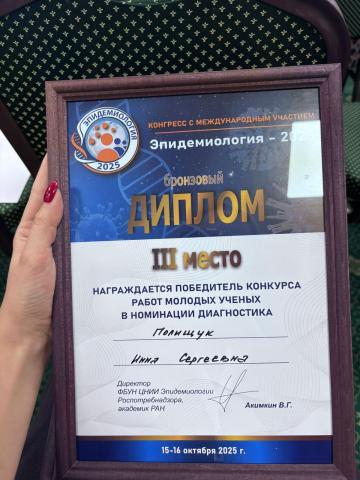 ЭПИДЕМИОЛОГИЯ
2025
КОНГРЕСС С МЕЖДУНАРОДНЫМ УЧАСТИЕМ
Эпидемиология - 20
бронзовый
ДИПЛОМ
III место
НАГРАЖДАЕТСЯ ПОБЕДИТЕЛЬ КОНКУРСА
РАБОТ МОЛОДЫХ УЧЕНЫХ
В НОМИНАЦИИ ДИАГНОСТИКА
Полищук
Инна Сергеевна
Директор
ФБУН ЦНИИ Эпидемиологии
Роспотребнадзора,
академик РАН
Акимкин В.Г.
15-16 октября 2025 г.